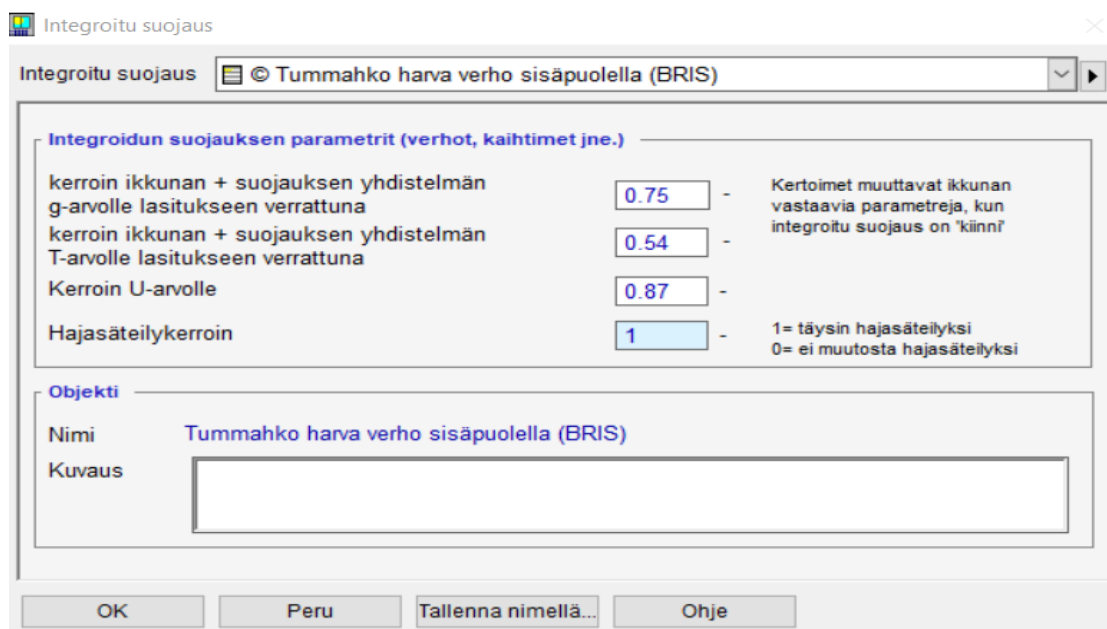 Integroitu suojaus
Integroitu suojaus © Tummahko harva verho sisäpuolella (BRIS)
Integroidun suojauksen parametrit (verhot, kaihtimet jne.)
kerroin ikkunan + suojauksen yhdistelmän
g-arvolle lasitukseen verrattuna
0.75 -
Kertoimet muuttavat ikkunan
vastaavia parametreja, kun
integroitu suojaus on 'kiinni'
kerroin ikkunan + suojauksen yhdistelmän
T-arvolle lasitukseen verrattuna
0.54 -
Kerroin U-arvolle 0.87 -
Hajasäteilykerroin 1 -
1= täysin hajasäteilyksi
0= ei muutosta hajasäteilyksi
Objekti
Nimi Tummahko harva verho sisäpuolella (BRIS)
Kuvaus
OK Peru Tallenna nimellä... Ohje